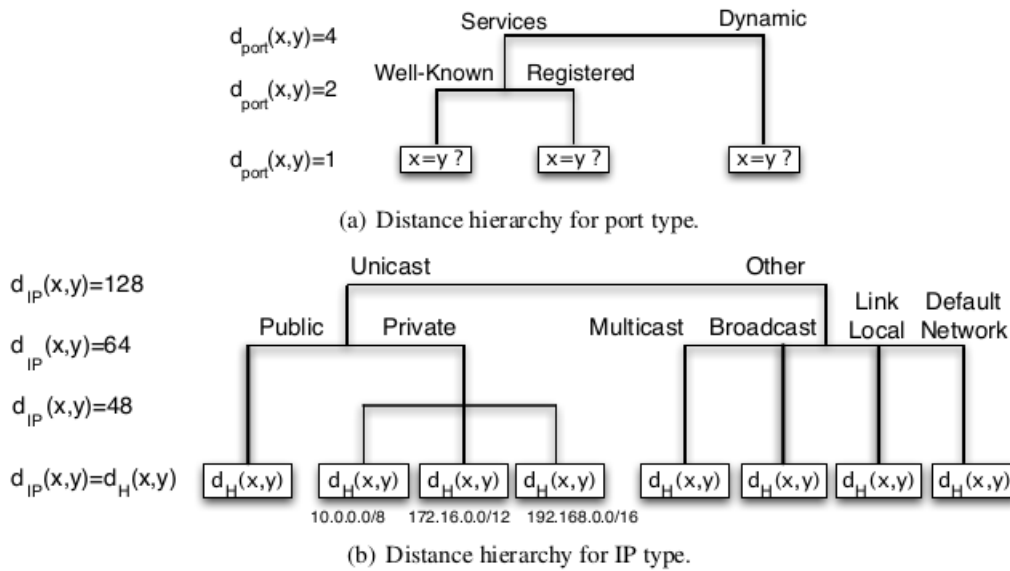 Services Dynamic
d_port(x,y)=4
Well-Known Registered
d_port(x,y)=2
d_port(x,y)=1 x=y ? x=y ? x=y ?
(a) Distance hierarchy for port type.
Unicast Other
d_IP(x,y)=128
Link Default
Public Private Multicast Broadcast Local Network
d_IP(x,y)=64
d_IP(x,y)=48
d_IP(x,y)=d_H(x,y) d_H(x,y) d_H(x,y) d_H(x,y) d_H(x,y) d_H(x,y) d_H(x,y) d_H(x,y) d_H(x,y)
10.0.0.0/8 172.16.0.0/12 192.168.0.0/16
(b) Distance hierarchy for IP type.